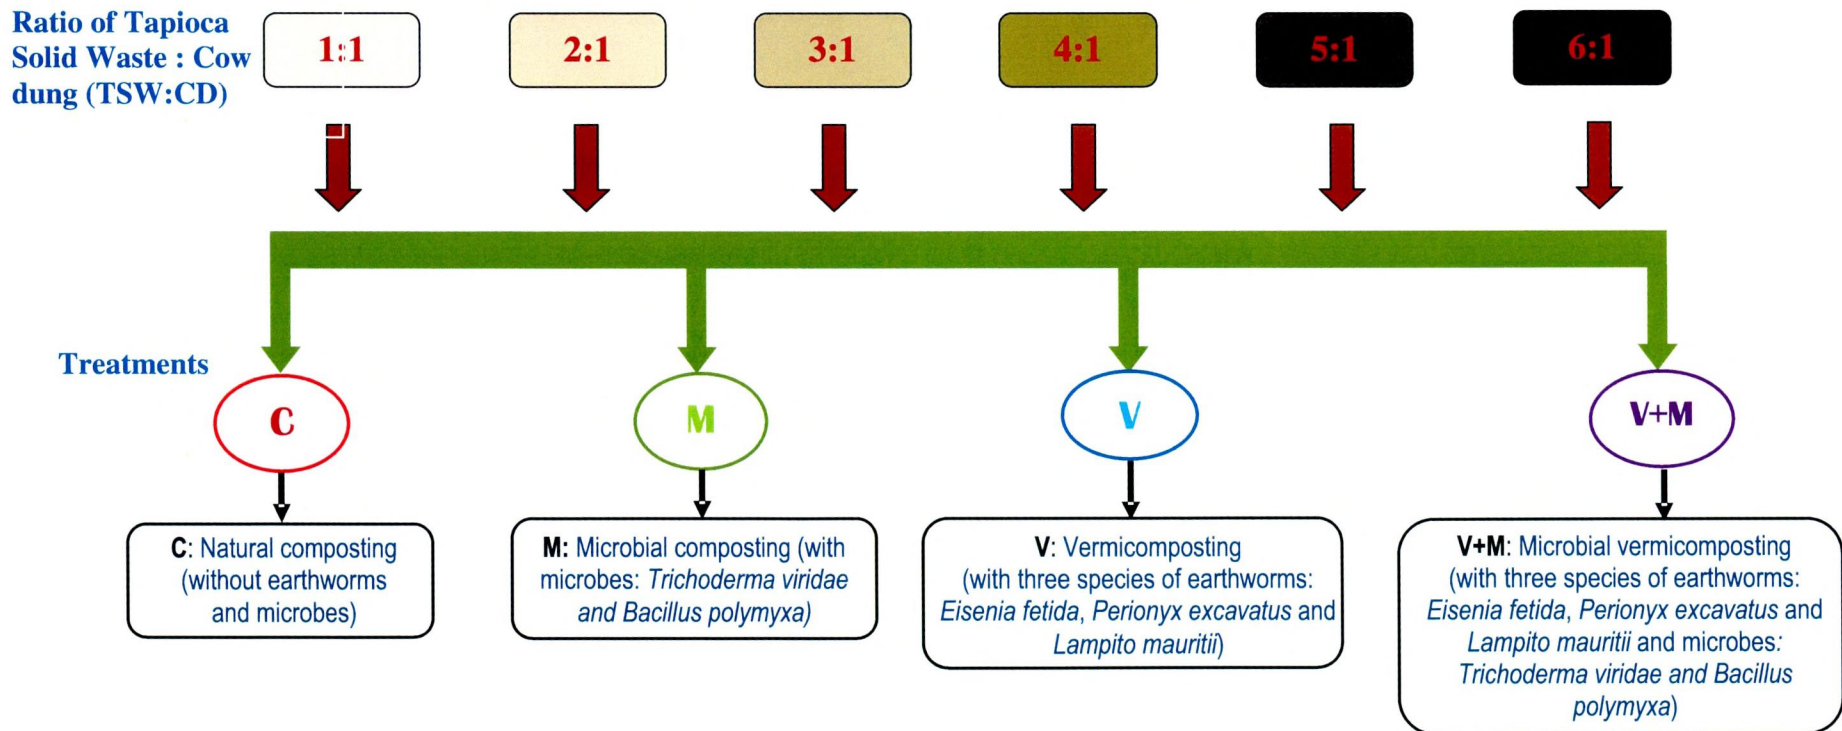 Ratio of Tapioca
Solid Waste : Cow
dung (TSW:CD)
1:1
2:1
3:1
4:1
5:1
6:1
Treatments
C
M
V
V+M
C: Natural composting
(without earthworms
and microbes)
M: Microbial composting (with
microbes: Trichoderma viridae
and Bacillus polymyxa)
V: Vermicomposting
(with three species of earthworms:
Eisenia fetida, Perionyx excavatus and
Lampito mauritii)
V+M: Microbial vermicomposting
(with three species of earthworms:
Eisenia fetida, Perionyx excavatus and
Lampito mauritii and microbes:
Trichoderma viridae and Bacillus
polymyxa)